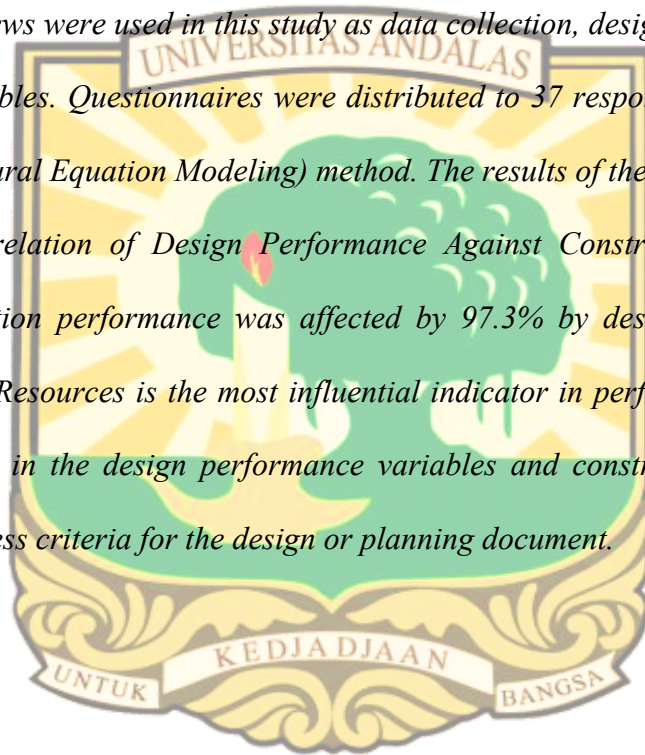 ews were used in this study as data collection, desig
UNIVERSITAS ANDALAS
bles. Questionnaires were distributed to 37 respo
ural Equation Modeling) method. The results of the
relation of Design Performance Against Constr
tion performance was affected by 97.3% by des
Resources is the most influential indicator in perf
in the design performance variables and constr
ess criteria for the design or planning document.
UNTUK KEDJADJAAN BANGSA